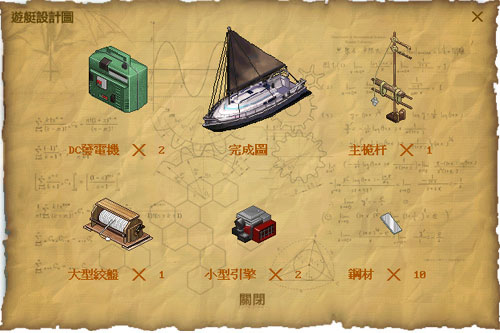 遊艇設計圖
DC發電機 × 2
完成圖
主桅杆 × 1
大型絞盤 × 1
小型引擎 × 2
鋼材 × 10
關閉